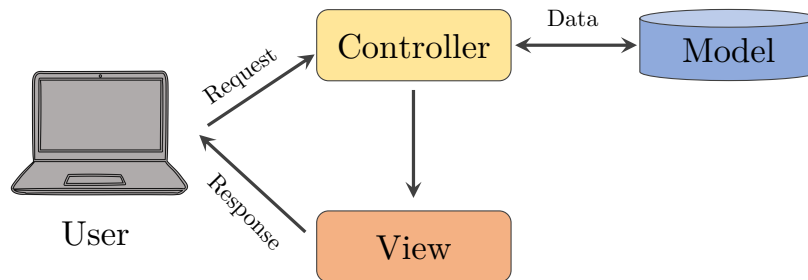 Controller
Data
Model
Request
Response
User
View